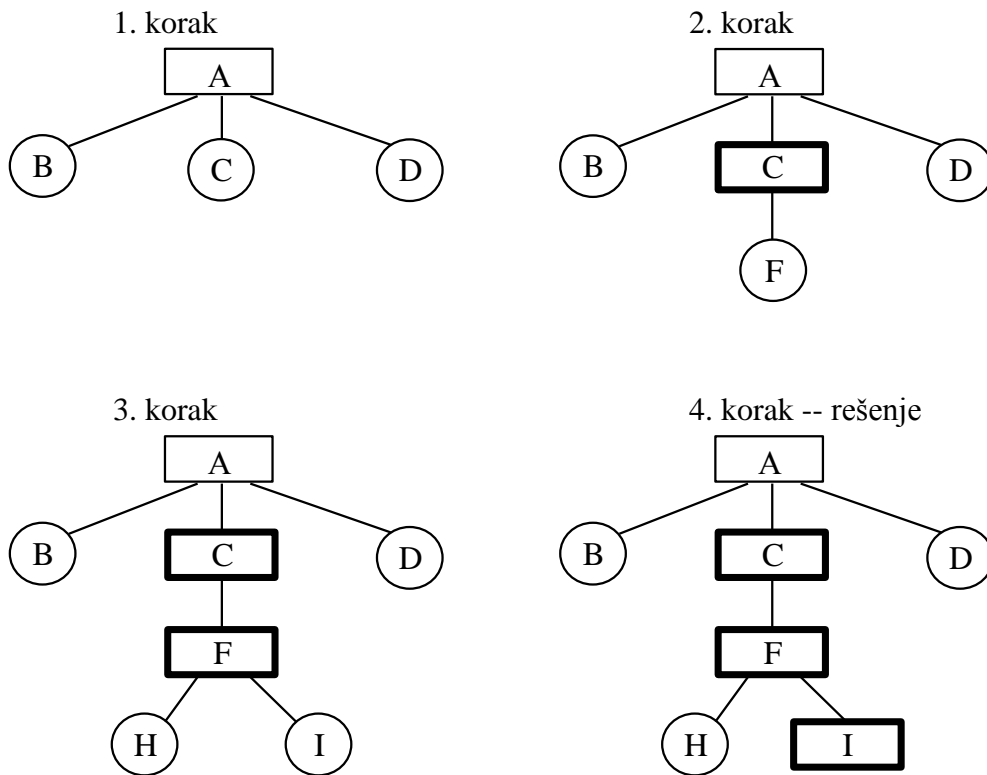 1. korak
A
B C D
2. korak
A
B C D
F
3. korak
A
B C D
F
H I
4. korak -- rešenje
A
B C D
F
H I